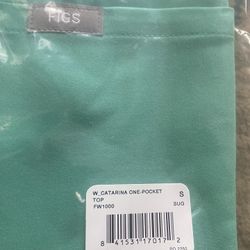 FIGS
W_CATARINA ONE-POCKET S
TOP
FW1000 SUG
8 41531 17017 2